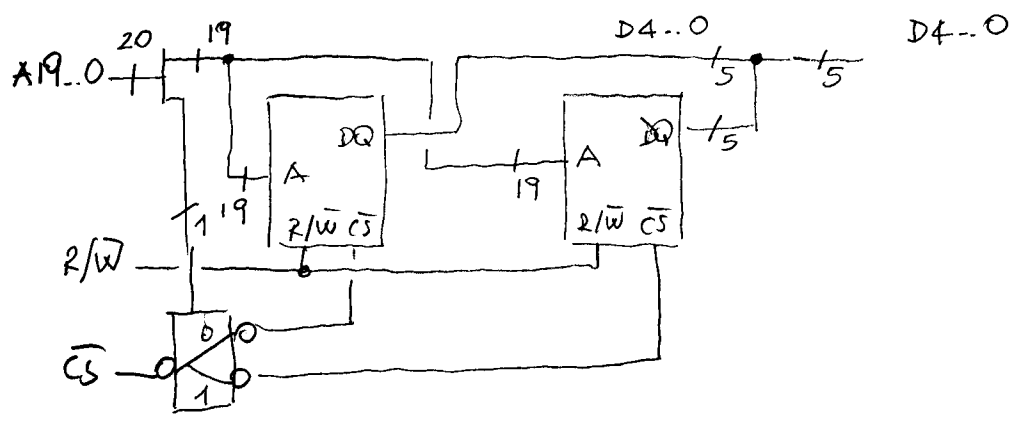 D4..0 D4..0
20 19
A19..0 5 5
DQ DQ
5
A A
19 19
1
R/W̅ C̅S̅ R/W̅ C̅S̅
R/W̅
0
C̅S̅
1